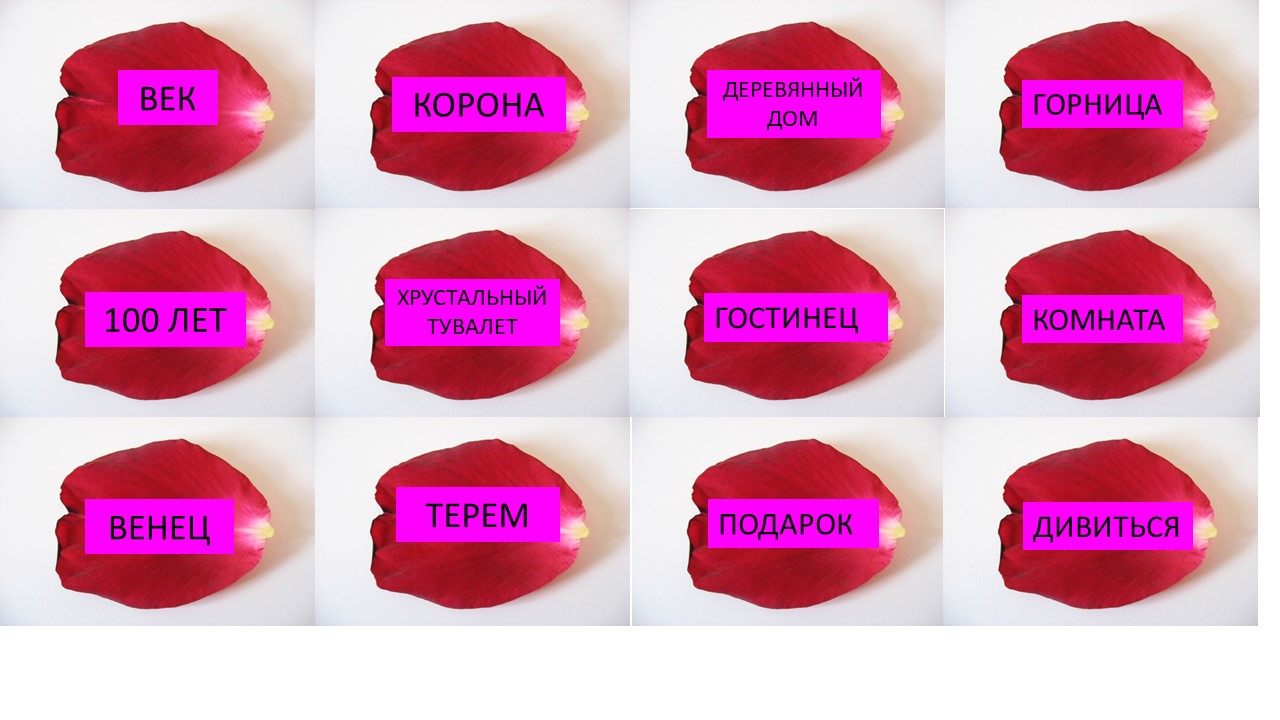 ВЕК
КОРОНА
ДЕРЕВЯННЫЙ
ДОМ
ГОРНИЦА
100 ЛЕТ
ХРУСТАЛЬНЫЙ
ТУВАЛЕТ
ГОСТИНЕЦ
КОМНАТА
ВЕНЕЦ
ТЕРЕМ
ПОДАРОК
ДИВИТЬСЯ